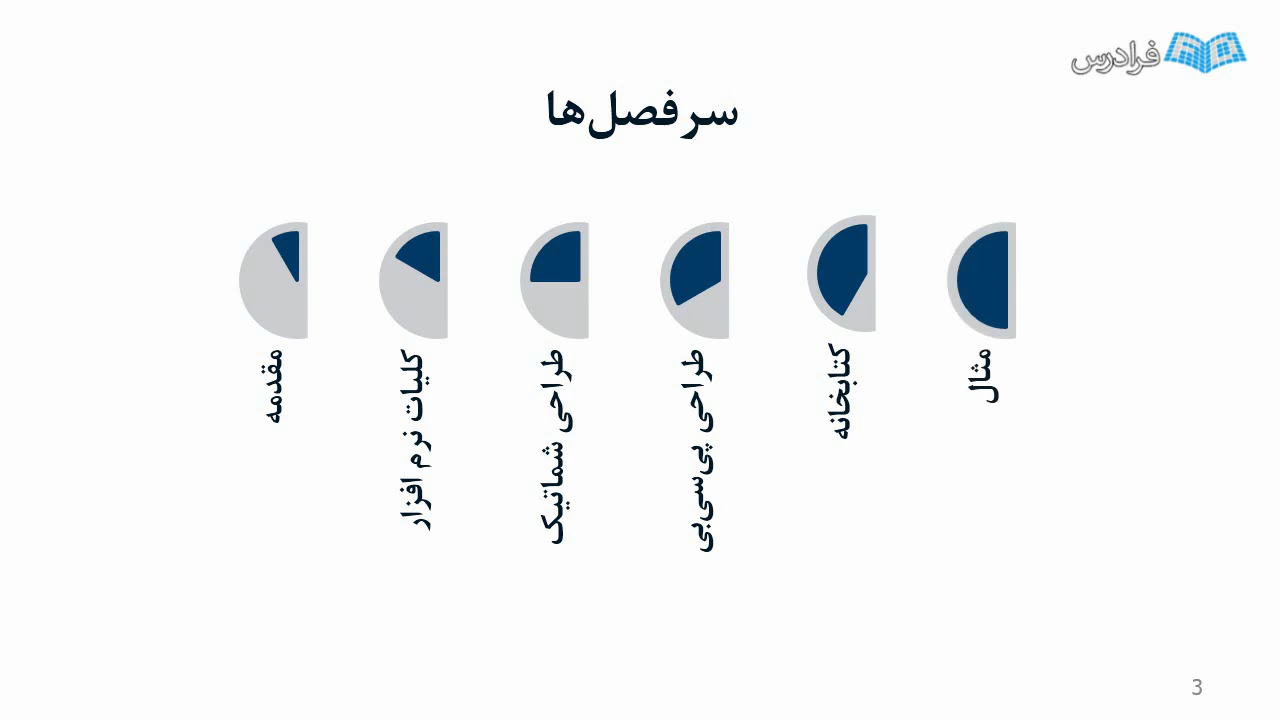 فرادرس
سرفصل‌ها
مقدمه
کلیات نرم افزار
طراحی شماتیک
طراحی پی‌سی‌بی
کتابخانه
مثال
3